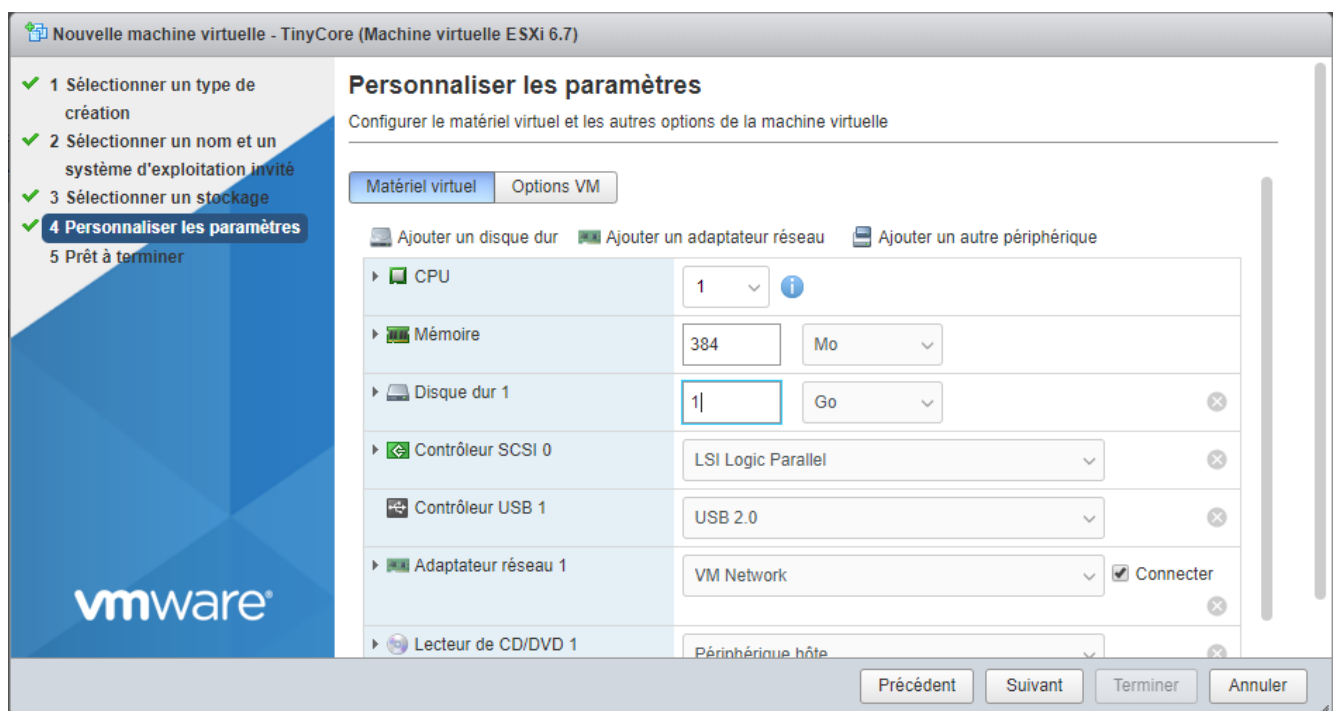 Nouvelle machine virtuelle - TinyCore (Machine virtuelle ESXi 6.7)
1 Sélectionner un type de
création
2 Sélectionner un nom et un
système d'exploitation invité
3 Sélectionner un stockage
4 Personnaliser les paramètres
5 Prêt à terminer
vmware®
Personnaliser les paramètres
Configurer le matériel virtuel et les autres options de la machine virtuelle
Matériel virtuel Options VM
Ajouter un disque dur Ajouter un adaptateur réseau Ajouter un autre périphérique
CPU 1
Mémoire 384 Mo
Disque dur 1 1 Go
Contrôleur SCSI 0 LSI Logic Parallel
Contrôleur USB 1 USB 2.0
Adaptateur réseau 1 VM Network Connecter
Lecteur de CD/DVD 1 Périphérique hôte
Précédent Suivant Terminer Annuler